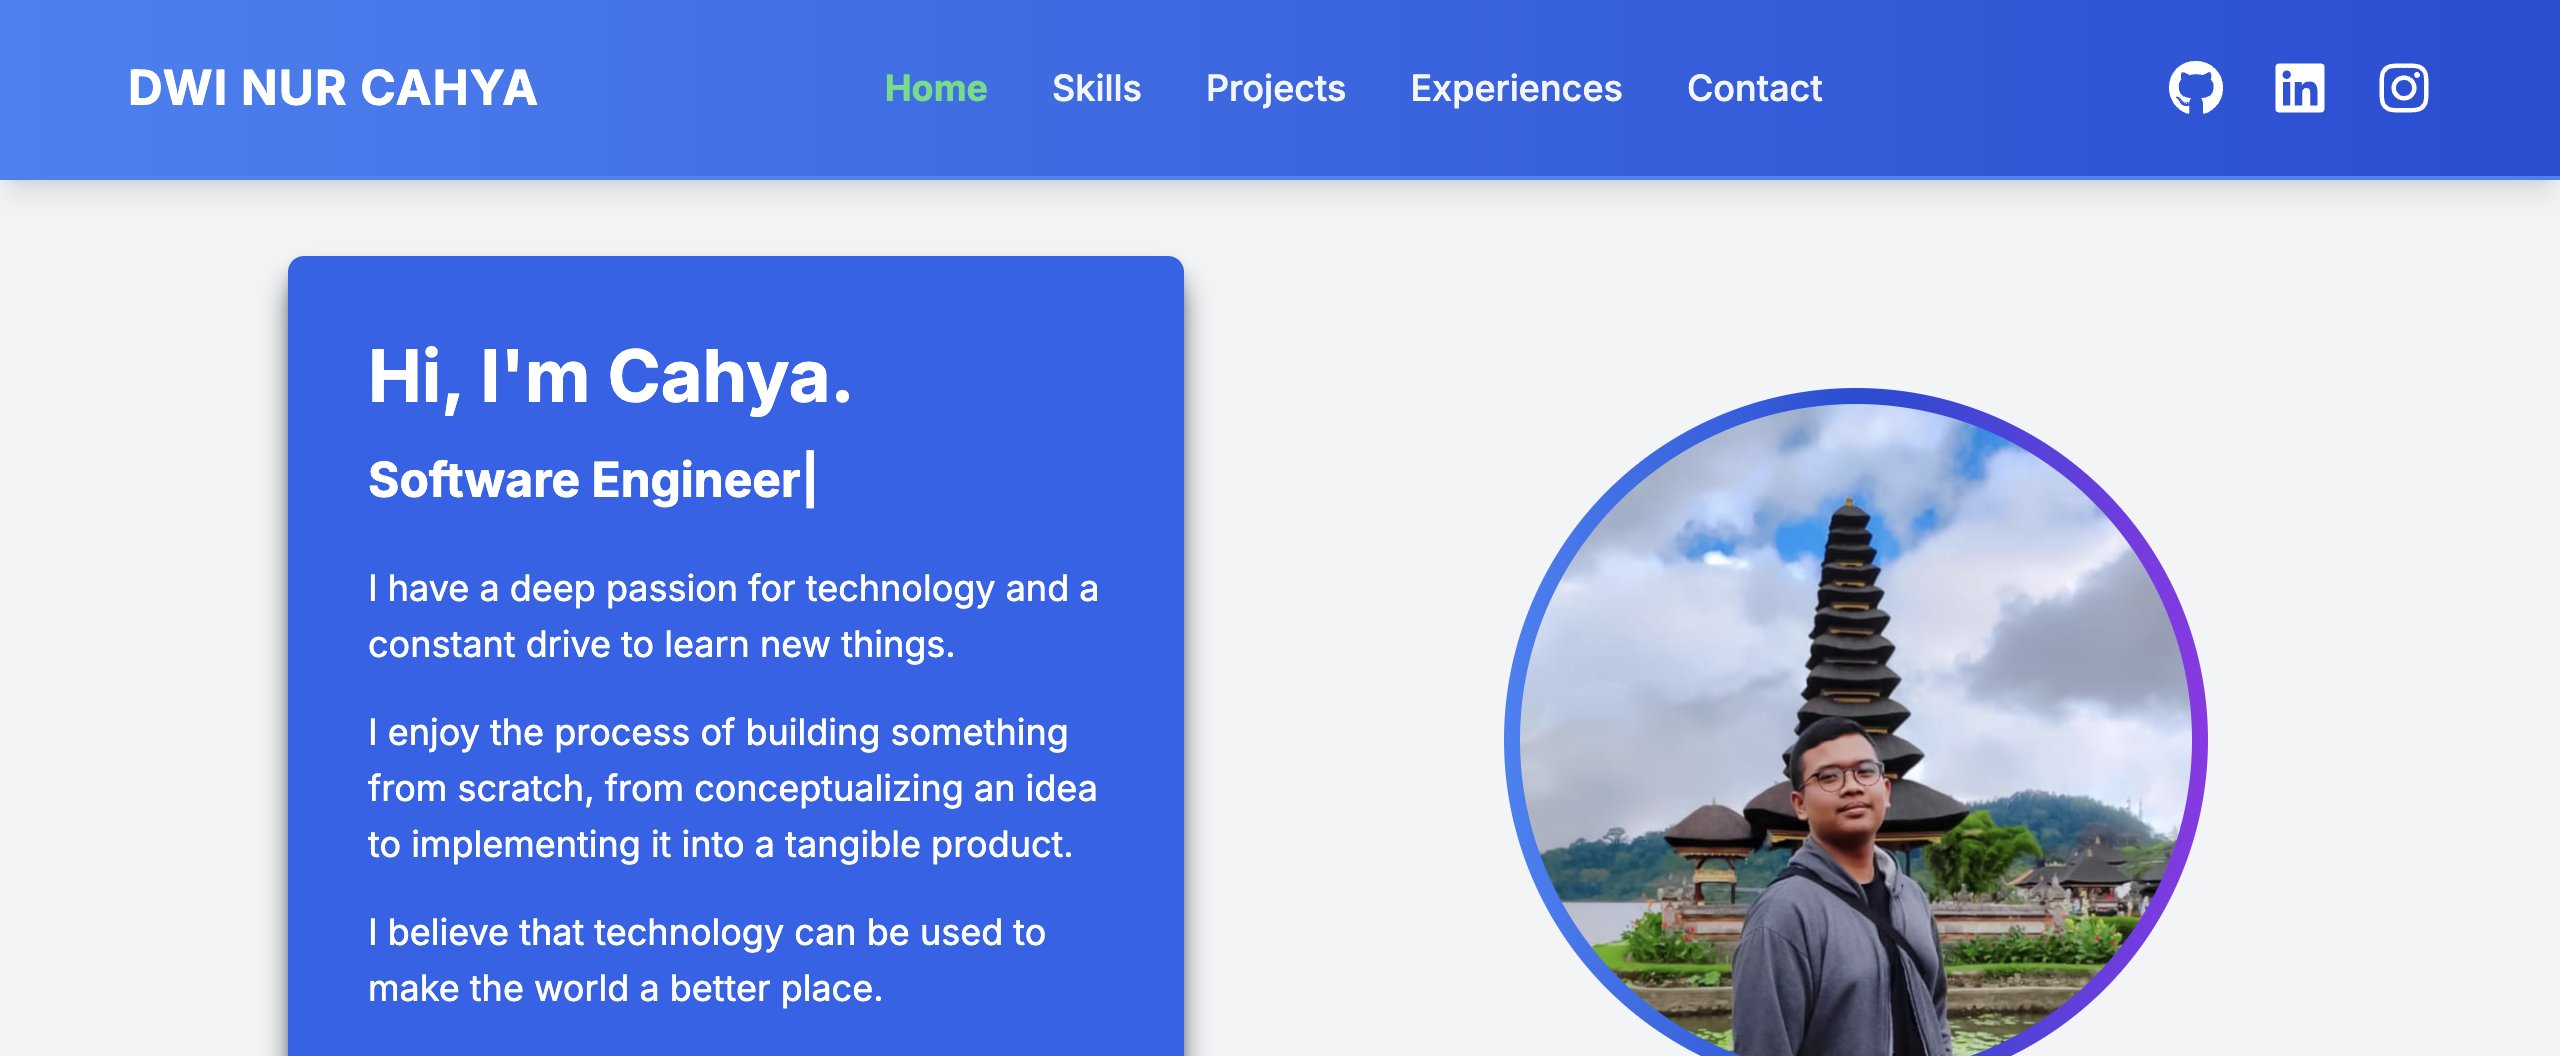 DWI NUR CAHYA
Home Skills Projects Experiences Contact
Hi, I'm Cahya.
Software Engineer|
I have a deep passion for technology and a
constant drive to learn new things.
I enjoy the process of building something
from scratch, from conceptualizing an idea
to implementing it into a tangible product.
I believe that technology can be used to
make the world a better place.